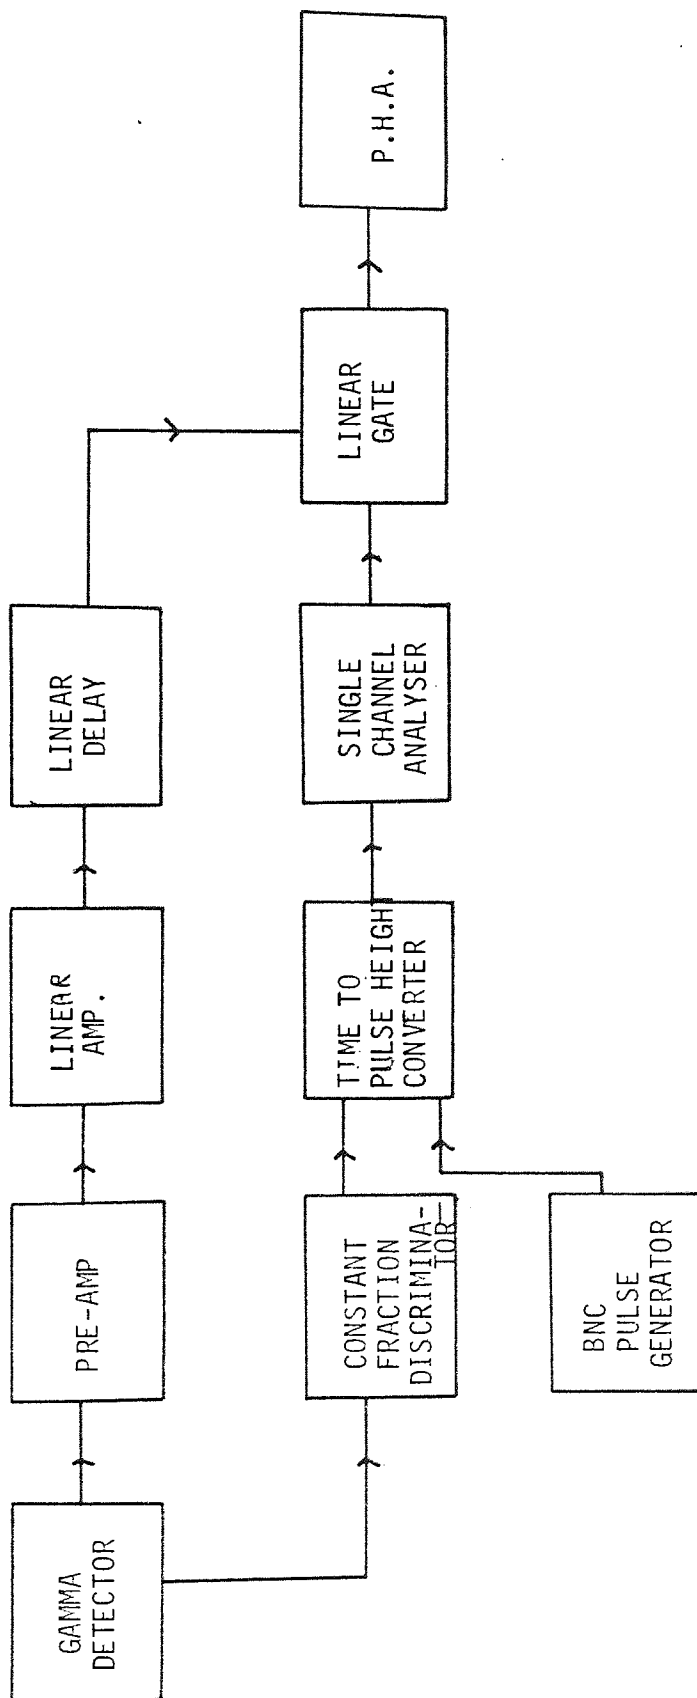 GAMMA
DETECTOR
PRE-AMP
LINEAR
AMP.
LINEAR
DELAY
CONSTANT
FRACTION
DISCRIMINA-
TOR
BNC
PULSE
GENERATOR
TIME TO
PULSE HEIGHT
CONVERTER
SINGLE
CHANNEL
ANALYSER
LINEAR
GATE
P.H.A.